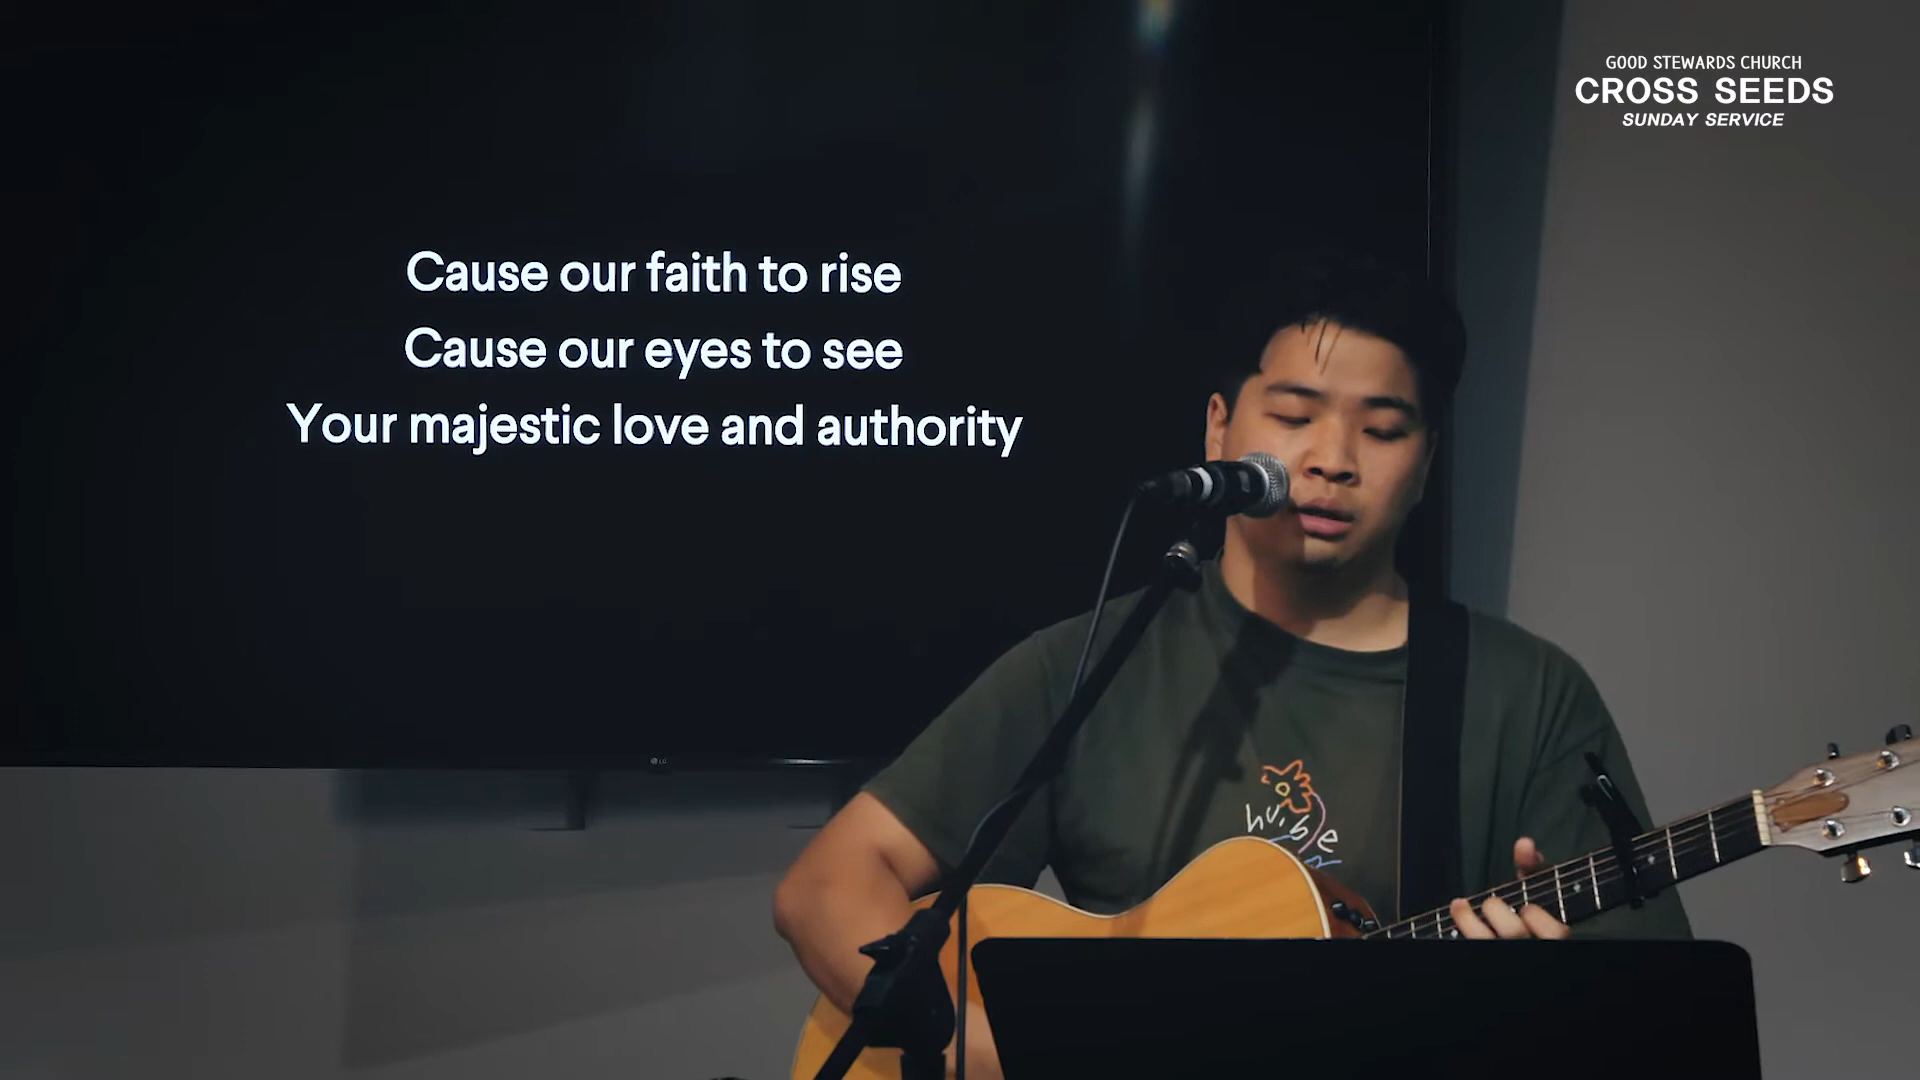 GOOD STEWARDS CHURCH
CROSS SEEDS
SUNDAY SERVICE
Cause our faith to rise
Cause our eyes to see
Your majestic love and authority
LG